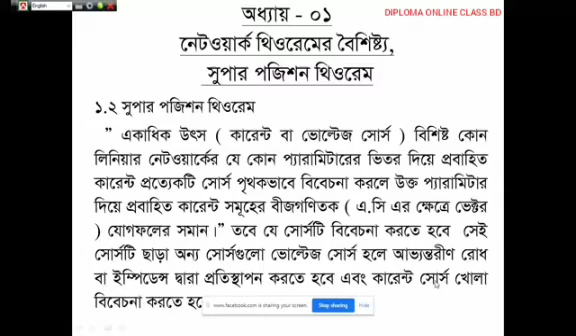 English
DIPLOMA ONLINE CLASS BD
অধ্যায় - ০১
নেটওয়ার্ক থিওরেমের বৈশিষ্ট্য,
সুপার পজিশন থিওরেম
১.২ সুপার পজিশন থিওরেম
" একাধিক উৎস ( কারেন্ট বা ভোল্টেজ সোর্স ) বিশিষ্ট কোন
লিনিয়ার নেটওয়ার্কের যে কোন প্যারামিটারের ভিতর দিয়ে প্রবাহিত
কারেন্ট প্রত্যেকটি সোর্স পৃথকভাবে বিবেচনা করলে উক্ত প্যারামিটার
দিয়ে প্রবাহিত কারেন্ট সমূহের বীজগণিতক ( এ.সি এর ক্ষেত্রে ভেক্টর
) যোগফলের সমান।" তবে যে সোর্সটি বিবেচনা করতে হবে সেই
সোর্সটি ছাড়া অন্য সোর্সগুলো ভোল্টেজ সোর্স হলে আভ্যন্তরীণ রোধ
বা ইম্পিডেন্স দ্বারা প্রতিস্থাপন করতে হবে এবং কারেন্ট সোর্স খোলা
বিবেচনা করতে
www.facebook.com is sharing your screen. Stop sharing Hide